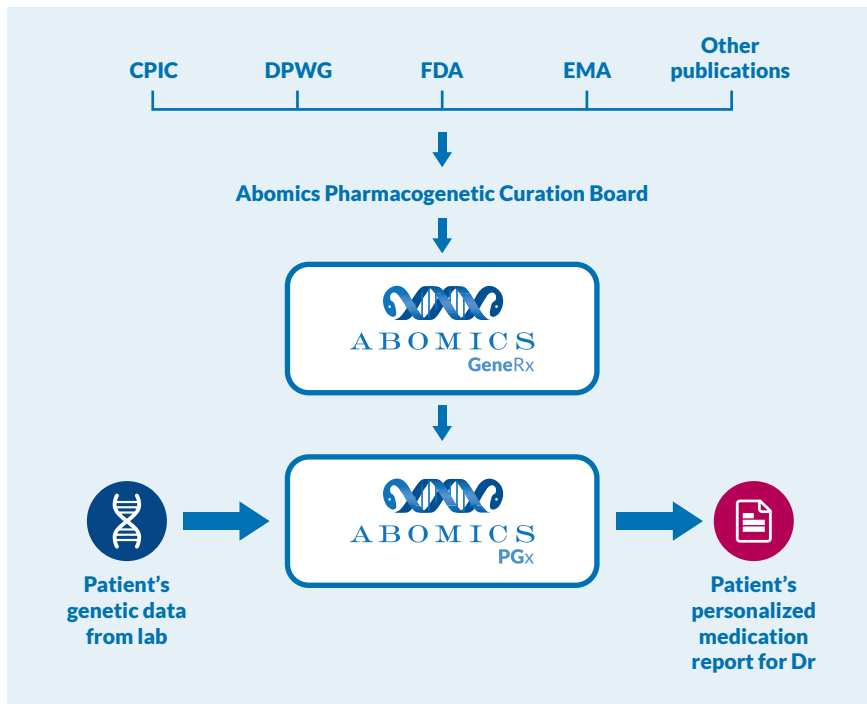 CPIC DPWG FDA EMA Other
publications
Abomics Pharmacogenetic Curation Board
ABOMICS
GeneRx
ABOMICS
PGx
Patient's
genetic data
from lab
Patient's
personalized
medication
report for Dr